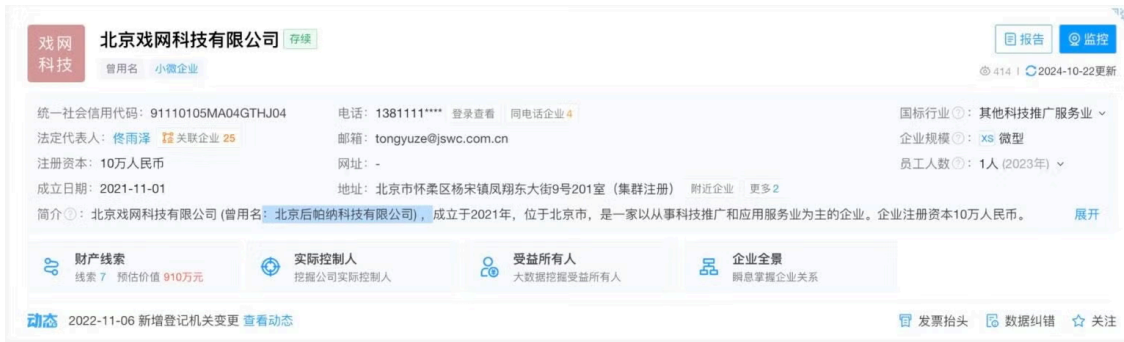 戏网
科技
北京戏网科技有限公司 存续
曾用名 小微企业
报告 监控
414 | 2024-10-22更新
统一社会信用代码：91110105MA04GTHJ04 电话：1381111**** 登录查看 同电话企业 4 国标行业?：其他科技推广服务业
法定代表人：佟雨泽 关联企业 25 邮箱：tongyuze@jswc.com.cn 企业规模?：XS 微型
注册资本：10万人民币 网址：- 员工人数?：1人 (2023年)
成立日期：2021-11-01 地址：北京市怀柔区杨宋镇凤翔东大街9号201室（集群注册） 附近企业 更多2
简介?：北京戏网科技有限公司 (曾用名：北京后帕纳科技有限公司)，成立于2021年，位于北京市，是一家以从事科技推广和应用服务业为主的企业。企业注册资本10万人民币。 展开
财产线索 实际控制人 受益所有人 企业全景
线索 7 预估价值 910万元 挖掘公司实际控制人 大数据挖掘受益所有人 瞬息掌握企业关系
动态 2022-11-06 新增登记机关变更 查看动态 发票抬头 数据纠错 关注